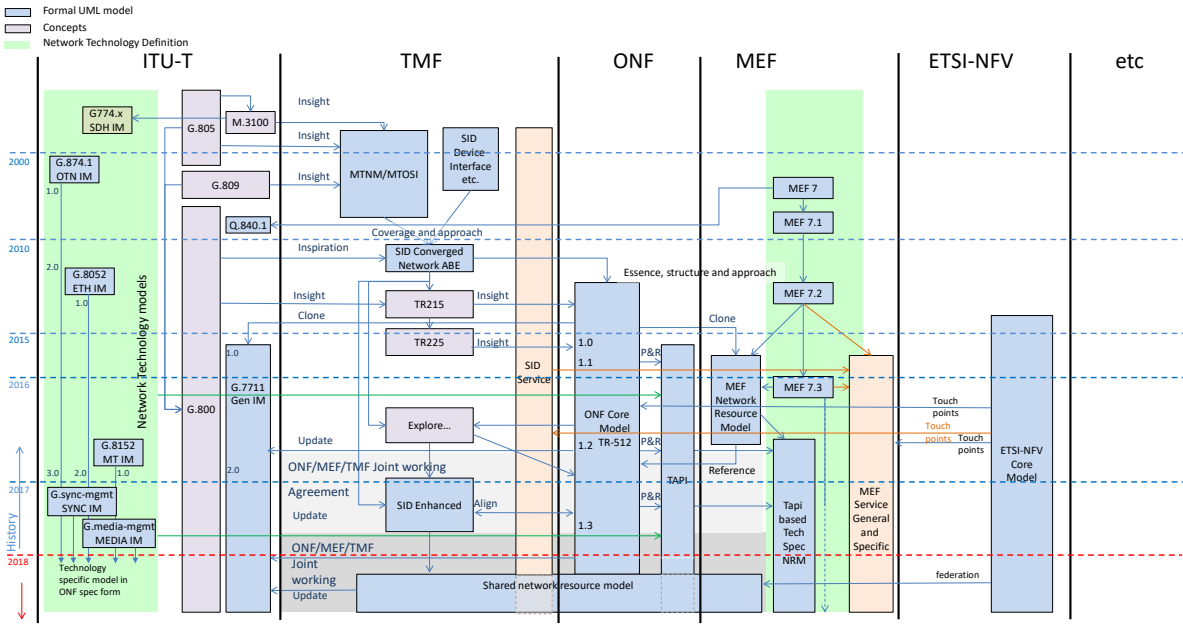 Formal UML model
Concepts
Network Technology Definition
ITU-T
TMF
ONF
MEF
ETSI-NFV
etc
G774.x
SDH IM
G.805
M.3100
Insight
Insight
Insight
MTNM/MTOSI
SID
Device
Interface
etc.
2000
G.874.1
OTN IM
1.0
G.809
Q.840.1
MEF 7
MEF 7.1
Coverage and approach
2010
Inspiration
SID Converged
Network ABE
Essence, structure and approach
2.0
G.8052
ETH IM
1.0
Network Technology models
Insight
TR215
Insight
MEF 7.2
Clone
Clone
2015
TR225
Insight
1.0
1.0
1.1
P&R
G.7711
Gen IM
SID
Service
2016
MEF
Network
Resource
Model
MEF 7.3
G.800
Explore...
ONF Core
Model
TR-512
Touch
points
Touch
points
Touch
points
G.8152
MT IM
1.0
Update
1.2
P&R
ETSI-NFV
Core
Model
3.0
2.0
2.0
ONF/MEF/TMF Joint working
Agreement
Reference
TAPI
2017
G.sync-mgmt
SYNC IM
Update
SID Enhanced
Align
P&R
1.3
Tapi
based
Tech
Spec
NRM
MEF
Service
General
and
Specific
G.media-mgmt
MEDIA IM
History
2018
ONF/MEF/TMF
Joint
working
Update
Technology
specific model in
ONF spec form
Shared network resource model
federation